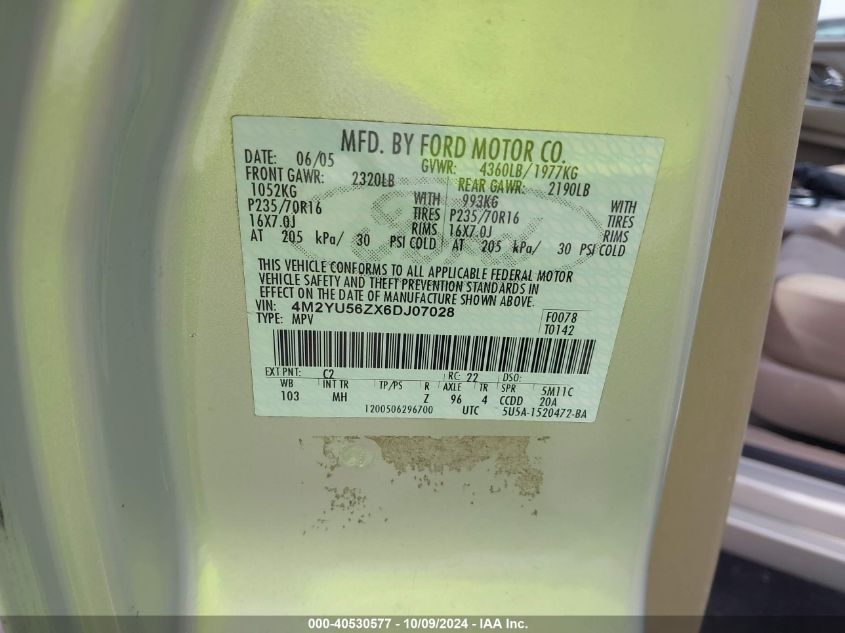 MFD. BY FORD MOTOR CO.
DATE: 06/05 GVWR: 4360LB/1977KG
FRONT GAWR: 2320LB REAR GAWR: 2190LB
1052KG WITH 993KG WITH
P235/70R16 TIRES P235/70R16 TIRES
16X7.0J RIMS 16X7.0J RIMS
AT 205 kPa/ 30 PSI COLD AT 205 kPa/ 30 PSI COLD
THIS VEHICLE CONFORMS TO ALL APPLICABLE FEDERAL MOTOR
VEHICLE SAFETY AND THEFT PREVENTION STANDARDS IN
EFFECT ON THE DATE OF MANUFACTURE SHOWN ABOVE.
VIN: 4M2YU56ZX6DJ07028 F0078
TYPE: MPV T0142
EXT PNT: C2 RC: 22 DSO:
WB INT TR TP/PS R AXLE TR SPR 5M11C
103 MH Z 96 4 CCDD 20A
1200506296700 UTC 5U5A-1520472-BA
Ford
000-40530577 - 10/09/2024 - IAA Inc.